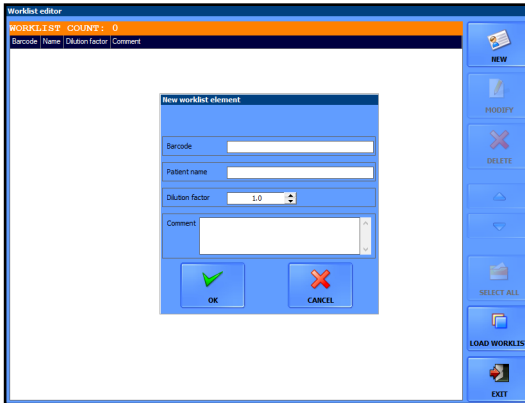 Worklist editor
WORKLIST COUNT: 0
Barcode Name Dilution factor Comment
New worklist element
Barcode
Patient name
Dilution factor 1.0
Comment
OK CANCEL
NEW
MODIFY
DELETE
SELECT ALL
LOAD WORKLIS
EXIT